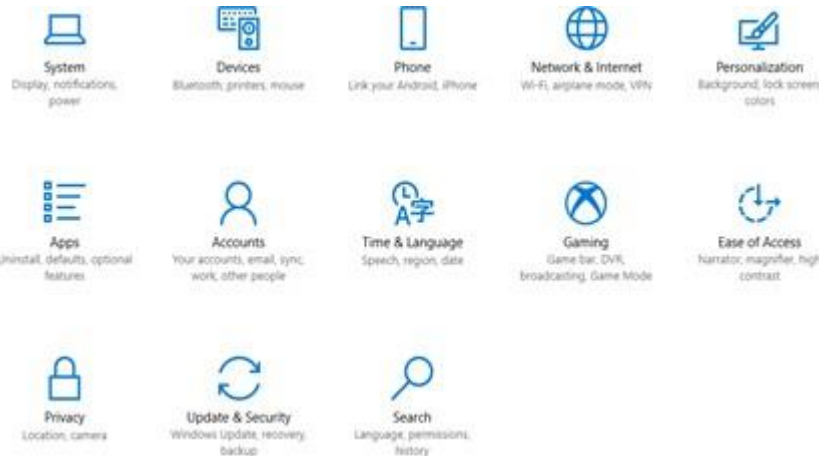 System
Display, notifications,
power
Devices
Bluetooth, printers, mouse
Phone
Link your Android, iPhone
Network & Internet
Wi-Fi, airplane mode, VPN
Personalization
Background, lock screen,
colors
Apps
Uninstall, defaults, optional
features
Accounts
Your accounts, email, sync,
work, other people
Time & Language
Speech, region, date
A字
Gaming
Game bar, DVR,
broadcasting, Game Mode
Ease of Access
Narrator, magnifier, high
contrast
Privacy
Location, camera
Update & Security
Windows Update, recovery,
backup
Search
Language, permissions,
history